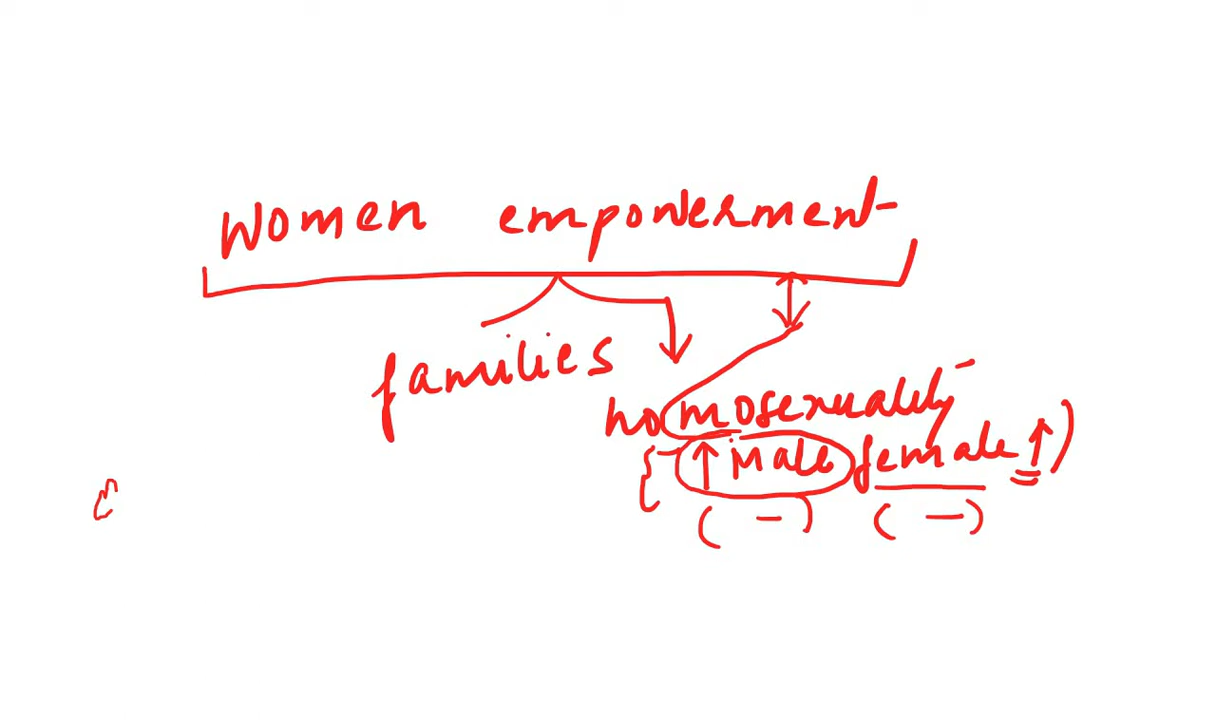 Women empowerment
families
homosexuality
↑ Male female ↑)
( - ) ( - )